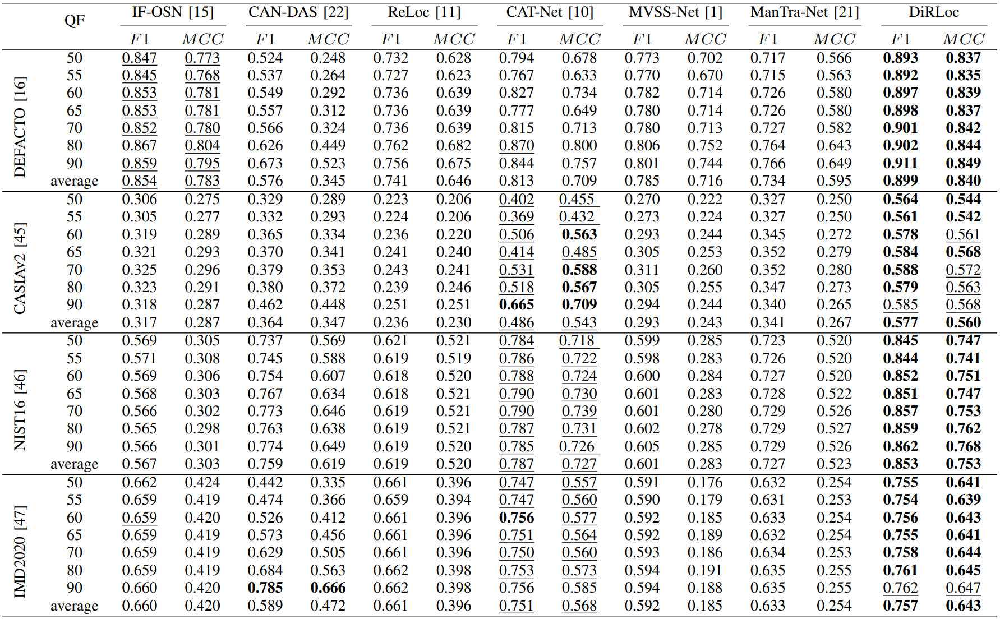 QF IF-OSN [15] CAN-DAS [22] ReLoc [11] CAT-Net [10] MVSS-Net [1] ManTra-Net [21] DiRLoc
F1 MCC F1 MCC F1 MCC F1 MCC F1 MCC F1 MCC F1 MCC
DEFACTO [16]
50 0.847 0.773 0.524 0.248 0.732 0.628 0.794 0.678 0.773 0.702 0.717 0.566 0.893 0.837
55 0.845 0.768 0.537 0.264 0.727 0.623 0.767 0.633 0.770 0.670 0.715 0.563 0.892 0.835
60 0.853 0.781 0.549 0.292 0.736 0.639 0.827 0.734 0.782 0.714 0.726 0.580 0.897 0.839
65 0.853 0.781 0.557 0.312 0.736 0.639 0.777 0.649 0.780 0.714 0.726 0.580 0.898 0.837
70 0.852 0.780 0.566 0.324 0.736 0.639 0.815 0.713 0.780 0.713 0.727 0.582 0.901 0.842
80 0.867 0.804 0.626 0.449 0.762 0.682 0.870 0.800 0.806 0.752 0.764 0.643 0.902 0.844
90 0.859 0.795 0.673 0.523 0.756 0.675 0.844 0.757 0.801 0.744 0.766 0.649 0.911 0.849
average 0.854 0.783 0.576 0.345 0.741 0.646 0.813 0.709 0.785 0.716 0.734 0.595 0.899 0.840
CASIAv2 [45]
50 0.306 0.275 0.329 0.289 0.223 0.206 0.402 0.455 0.270 0.222 0.327 0.250 0.564 0.544
55 0.305 0.277 0.332 0.293 0.224 0.206 0.369 0.432 0.273 0.224 0.327 0.250 0.561 0.542
60 0.319 0.289 0.365 0.334 0.236 0.220 0.506 0.563 0.293 0.244 0.345 0.272 0.578 0.561
65 0.321 0.293 0.370 0.341 0.241 0.240 0.414 0.485 0.305 0.253 0.352 0.279 0.584 0.568
70 0.325 0.296 0.379 0.353 0.243 0.241 0.531 0.588 0.311 0.260 0.352 0.280 0.588 0.572
80 0.323 0.291 0.380 0.372 0.239 0.246 0.518 0.567 0.305 0.255 0.347 0.273 0.579 0.563
90 0.318 0.287 0.462 0.448 0.251 0.251 0.665 0.709 0.294 0.244 0.340 0.265 0.585 0.568
average 0.317 0.287 0.364 0.347 0.236 0.230 0.486 0.543 0.293 0.243 0.341 0.267 0.577 0.560
NIST16 [46]
50 0.569 0.305 0.737 0.569 0.621 0.521 0.784 0.718 0.599 0.285 0.723 0.520 0.845 0.747
55 0.571 0.308 0.745 0.588 0.619 0.519 0.786 0.722 0.598 0.283 0.726 0.520 0.844 0.741
60 0.569 0.306 0.754 0.607 0.618 0.520 0.788 0.724 0.600 0.284 0.727 0.520 0.852 0.751
65 0.568 0.303 0.767 0.634 0.618 0.521 0.790 0.730 0.601 0.283 0.728 0.522 0.851 0.747
70 0.566 0.302 0.773 0.646 0.619 0.521 0.790 0.739 0.601 0.280 0.729 0.526 0.857 0.753
80 0.565 0.298 0.763 0.638 0.619 0.521 0.787 0.731 0.602 0.278 0.729 0.527 0.859 0.762
90 0.566 0.301 0.774 0.649 0.619 0.520 0.785 0.726 0.605 0.285 0.729 0.526 0.862 0.768
average 0.567 0.303 0.759 0.619 0.619 0.520 0.787 0.727 0.601 0.283 0.727 0.523 0.853 0.753
IMD2020 [47]
50 0.662 0.424 0.442 0.335 0.661 0.396 0.747 0.557 0.591 0.176 0.632 0.254 0.755 0.641
55 0.659 0.419 0.474 0.366 0.659 0.394 0.747 0.560 0.590 0.179 0.631 0.253 0.754 0.639
60 0.659 0.420 0.526 0.412 0.661 0.396 0.756 0.577 0.592 0.185 0.633 0.254 0.756 0.643
65 0.659 0.419 0.573 0.456 0.661 0.396 0.751 0.564 0.592 0.189 0.632 0.254 0.755 0.641
70 0.659 0.419 0.629 0.505 0.661 0.396 0.750 0.560 0.593 0.186 0.634 0.253 0.758 0.644
80 0.659 0.419 0.684 0.563 0.662 0.398 0.753 0.573 0.594 0.191 0.635 0.255 0.761 0.645
90 0.660 0.420 0.785 0.666 0.662 0.398 0.756 0.585 0.594 0.188 0.635 0.255 0.762 0.647
average 0.660 0.420 0.589 0.472 0.661 0.396 0.751 0.568 0.592 0.185 0.633 0.254 0.757 0.643